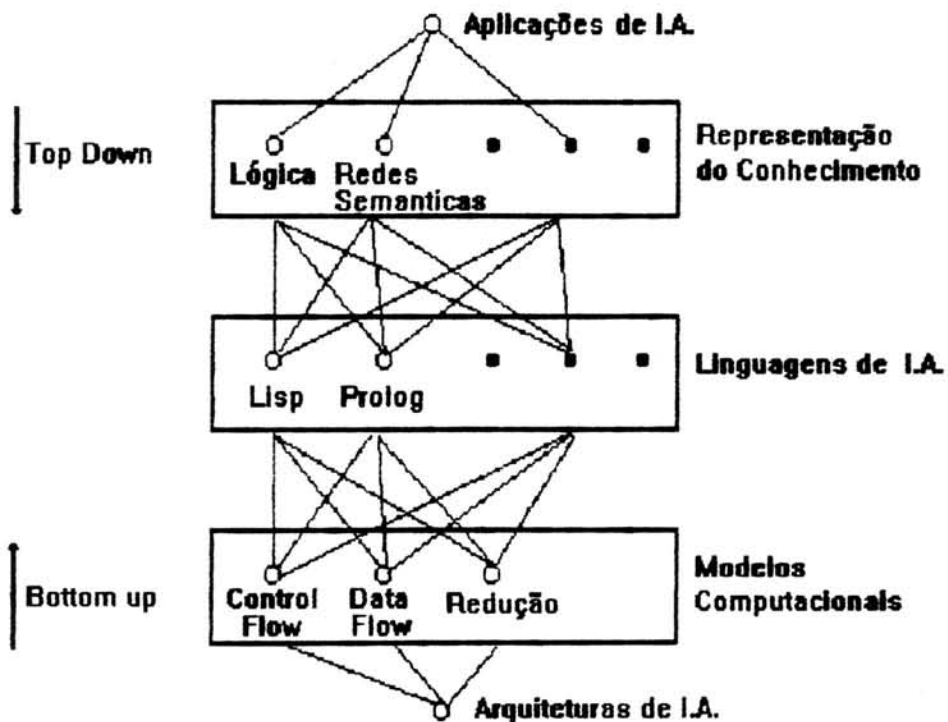 Aplicações de I.A.
Top Down
Lógica
Redes
Semanticas
Representação
do Conhecimento
Lisp
Prolog
Linguagens de I.A.
Bottom up
Control
Flow
Data
Flow
Redução
Modelos
Computacionais
Arquiteturas de I.A.